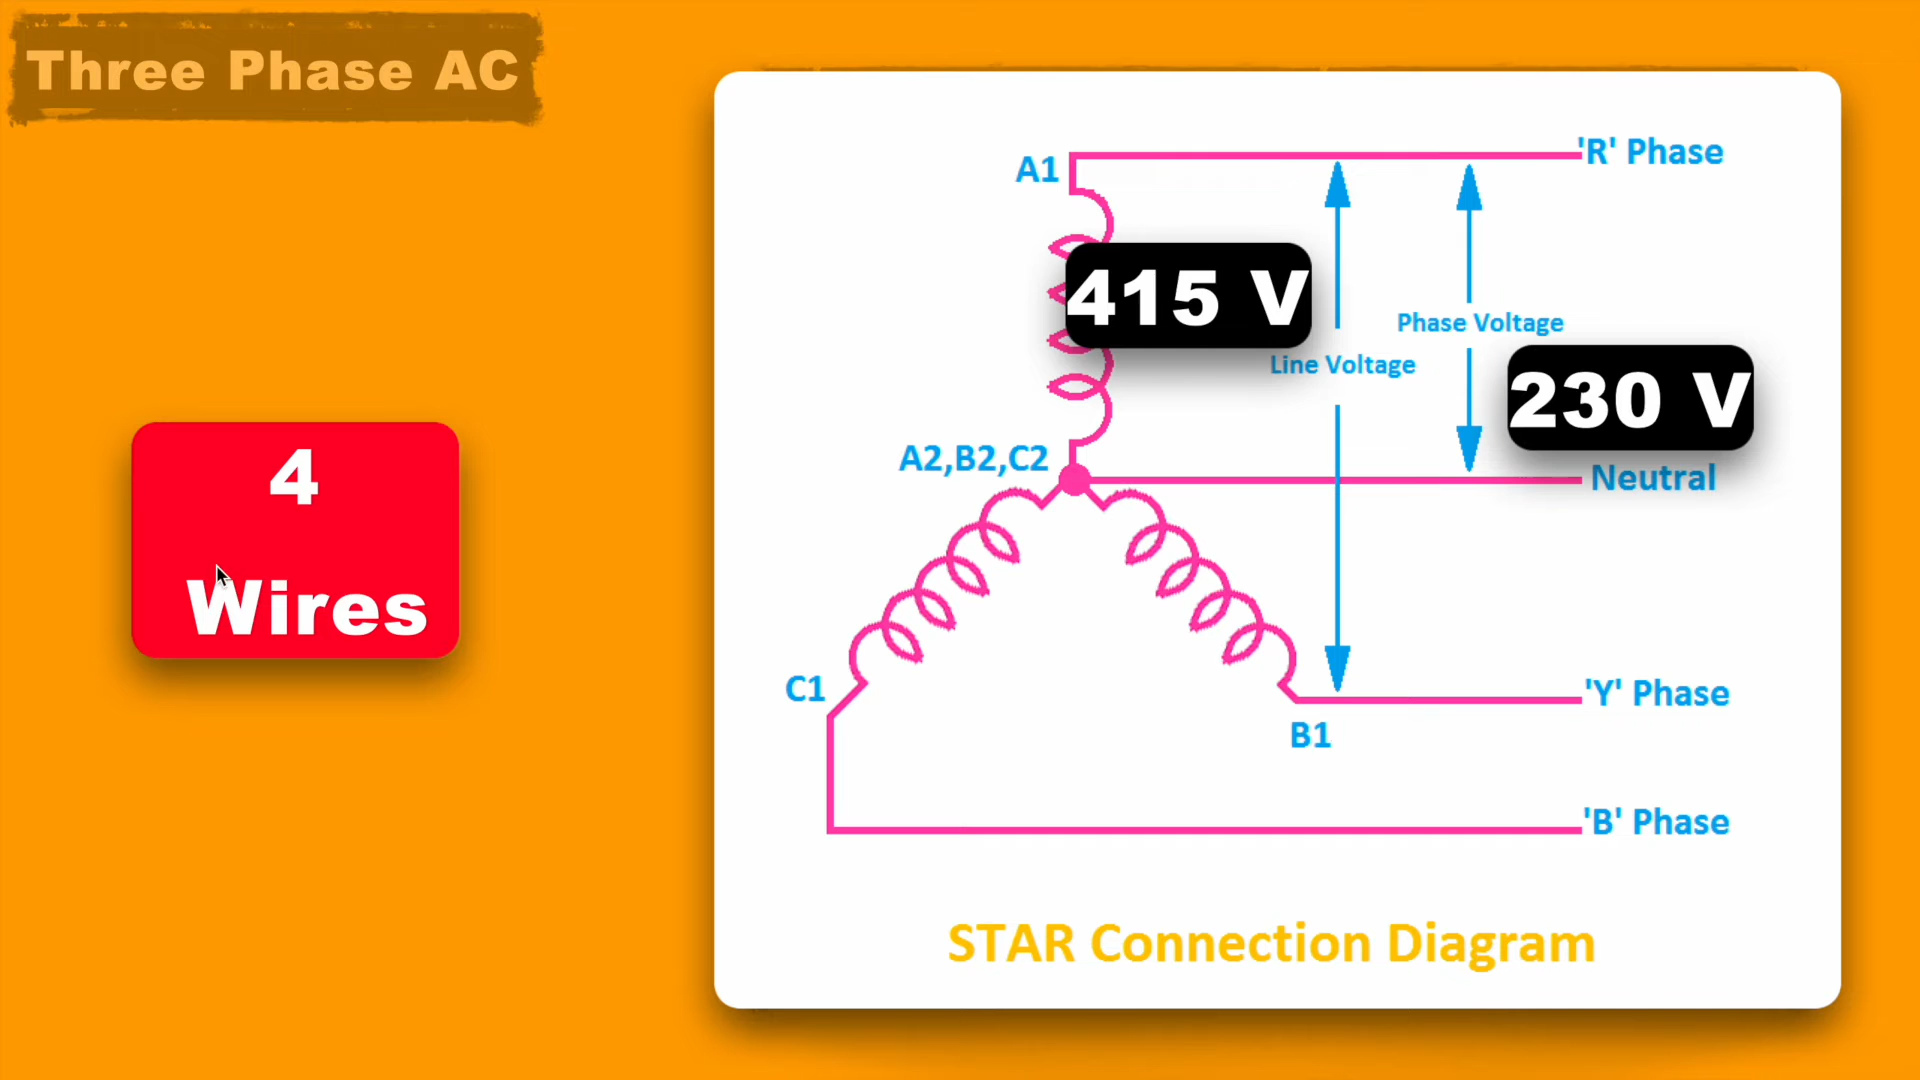 Three Phase AC
4
Wires
A1
'R' Phase
415 V
Phase Voltage
Line Voltage
230 V
A2,B2,C2
Neutral
C1
'Y' Phase
B1
'B' Phase
STAR Connection Diagram